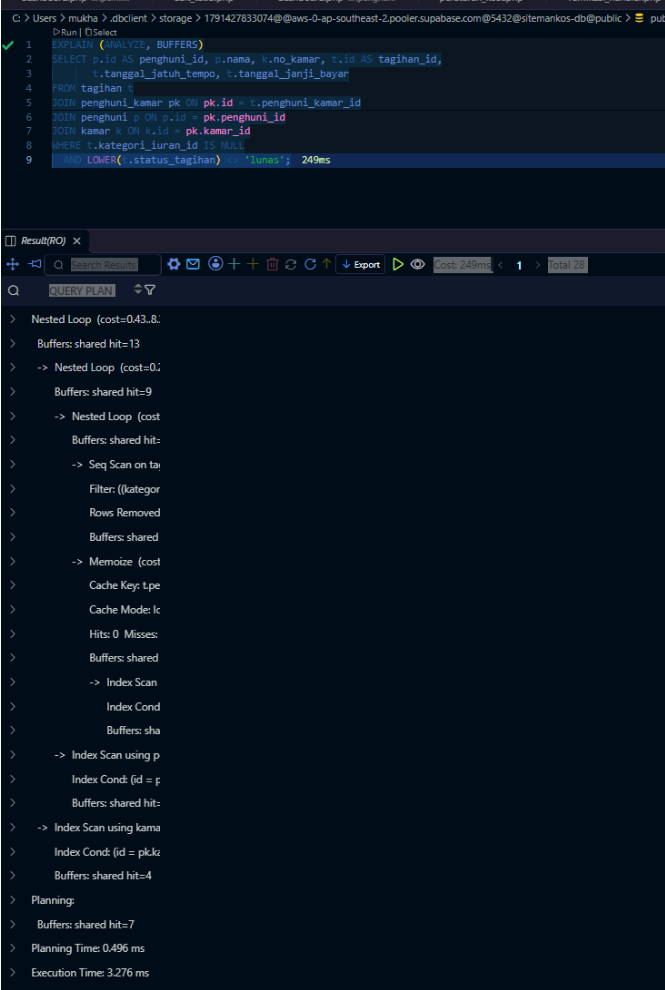 C: > Users > mukha > .dbclient > storage > 1791427833074@@aws-0-ap-southeast-2.pooler.supabase.com@5432@sitemankos-db@public >
Run | Select
1 EXPLAIN (ANALYZE, BUFFERS)
2 SELECT p.id AS penghuni_id, p.nama, k.no_kamar, t.id AS tagihan_id,
3 t.tanggal_jatuh_tempo, t.tanggal_janji_bayar
4 FROM tagihan t
5 JOIN penghuni_kamar pk ON pk.id = t.penghuni_kamar_id
6 JOIN penghuni p ON p.id = pk.penghuni_id
7 JOIN kamar k ON k.id = pk.kamar_id
8 WHERE t.kategori_iuran_id IS NULL
9 AND LOWER(t.status_tagihan) <> 'lunas'; 249ms
Result(RO) ×
Search Results Export Cost: 249ms < 1 > Total 28
QUERY PLAN
Nested Loop (cost=0.43..8.
Buffers: shared hit=13
-> Nested Loop (cost=0.2
Buffers: shared hit=9
-> Nested Loop (cost
Buffers: shared hit=
-> Seq Scan on ta
Filter: ((kategor
Rows Removed
Buffers: shared
-> Memoize (cost
Cache Key: t.pe
Cache Mode: lo
Hits: 0 Misses:
Buffers: shared
-> Index Scan
Index Cond
Buffers: sha
-> Index Scan using p
Index Cond: (id = p
Buffers: shared hit=
-> Index Scan using kama
Index Cond: (id = pk.ka
Buffers: shared hit=4
Planning:
Buffers: shared hit=7
Planning Time: 0.496 ms
Execution Time: 3.276 ms